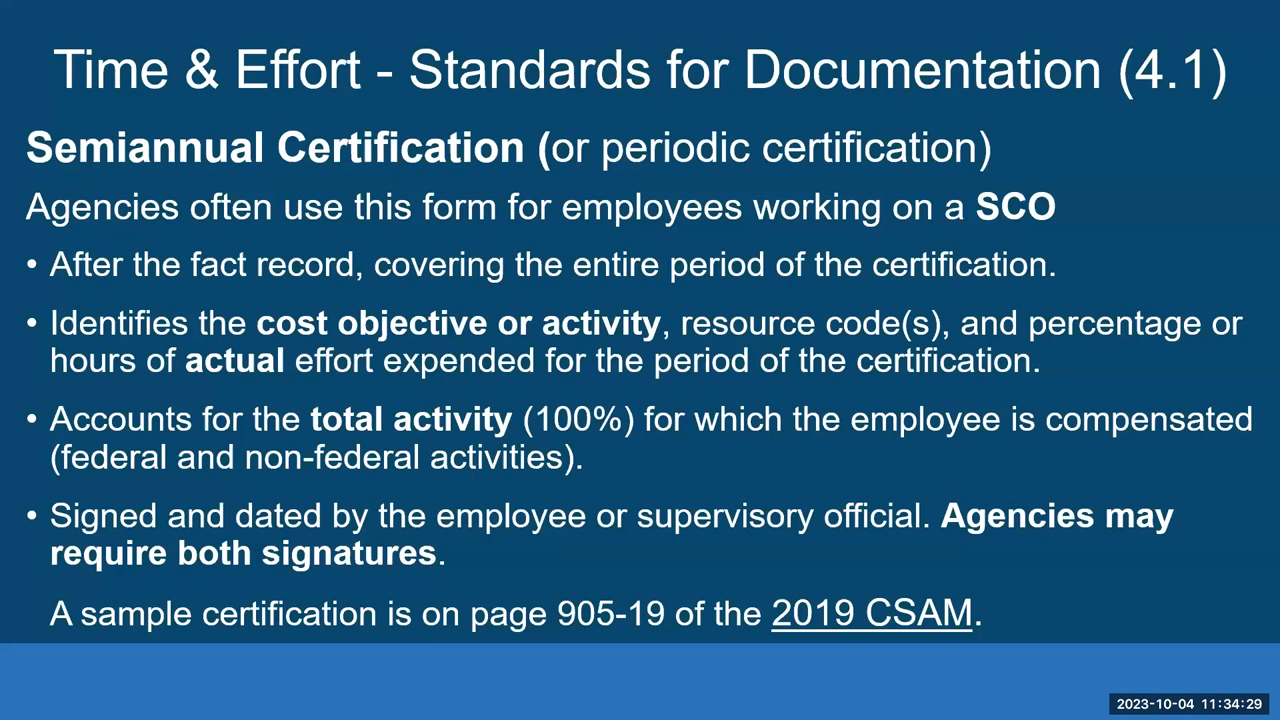 Time & Effort - Standards for Documentation (4.1)
Semiannual Certification (or periodic certification)
Agencies often use this form for employees working on a SCO
• After the fact record, covering the entire period of the certification.
• Identifies the cost objective or activity, resource code(s), and percentage or
hours of actual effort expended for the period of the certification.
• Accounts for the total activity (100%) for which the employee is compensated
(federal and non-federal activities).
• Signed and dated by the employee or supervisory official. Agencies may
require both signatures.
A sample certification is on page 905-19 of the 2019 CSAM.
2023-10-04 11:34:29